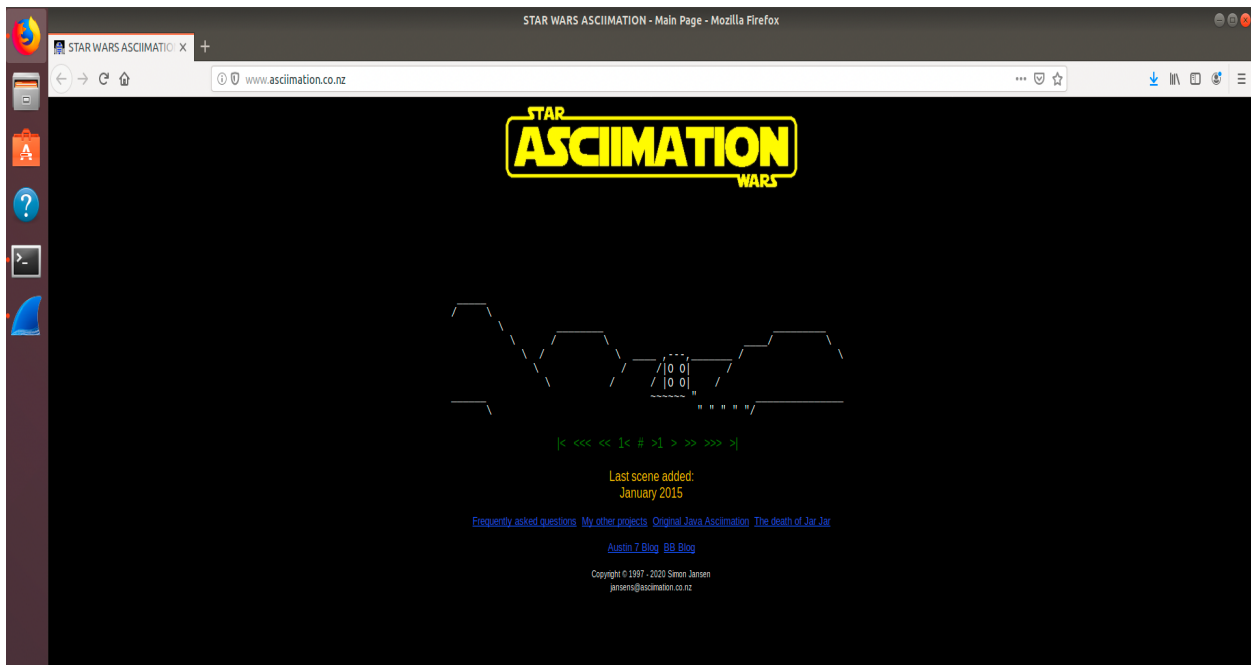 STAR WARS ASCIIMATION - Main Page - Mozilla Firefox
STAR WARS ASCIIMATIO
www.asciimation.co.nz
STAR
ASCIIMATION
WARS
|< <<< << 1< # >1 > >> >>> >|
Last scene added:
January 2015
Frequently asked questions My other projects Original Java Asciimation The death of Jar Jar
Austin 7 Blog BB Blog
Copyright © 1997 - 2020 Simon Jansen
jansens@asciimation.co.nz